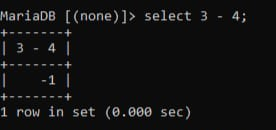 MariaDB [(none)]> select 3 - 4;
+-------+
| 3 - 4 |
+-------+
|    -1 |
+-------+
1 row in set (0.000 sec)